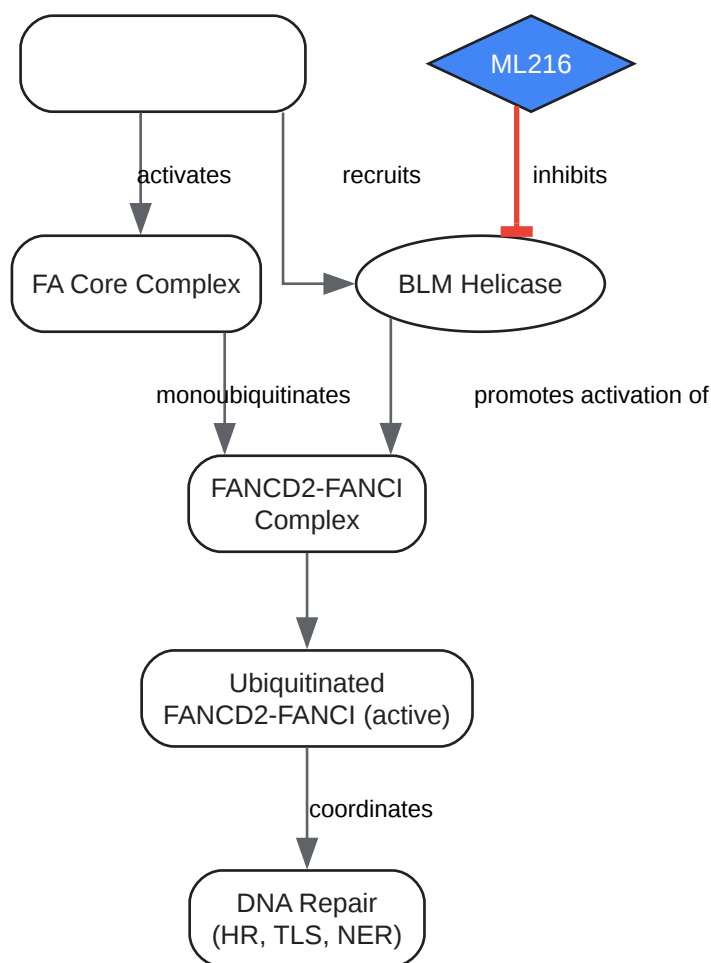 ML216
activates
recruits
inhibits
FA Core Complex
BLM Helicase
monoubiquitinates
promotes activation of
FANCD2-FANCI
Complex
Ubiquitinated
FANCD2-FANCI (active)
coordinates
DNA Repair
(HR, TLS, NER)